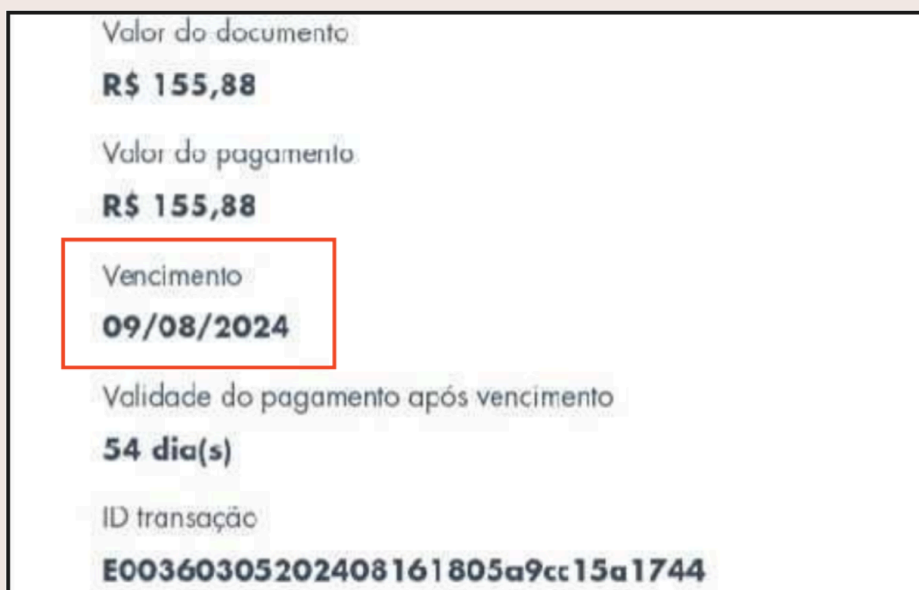 Valor do documento
R$ 155,88
Valor do pagamento
R$ 155,88
Vencimento
09/08/2024
Validade do pagamento após vencimento
54 dia(s)
ID transação
E00360305202408161805a9cc15a1744